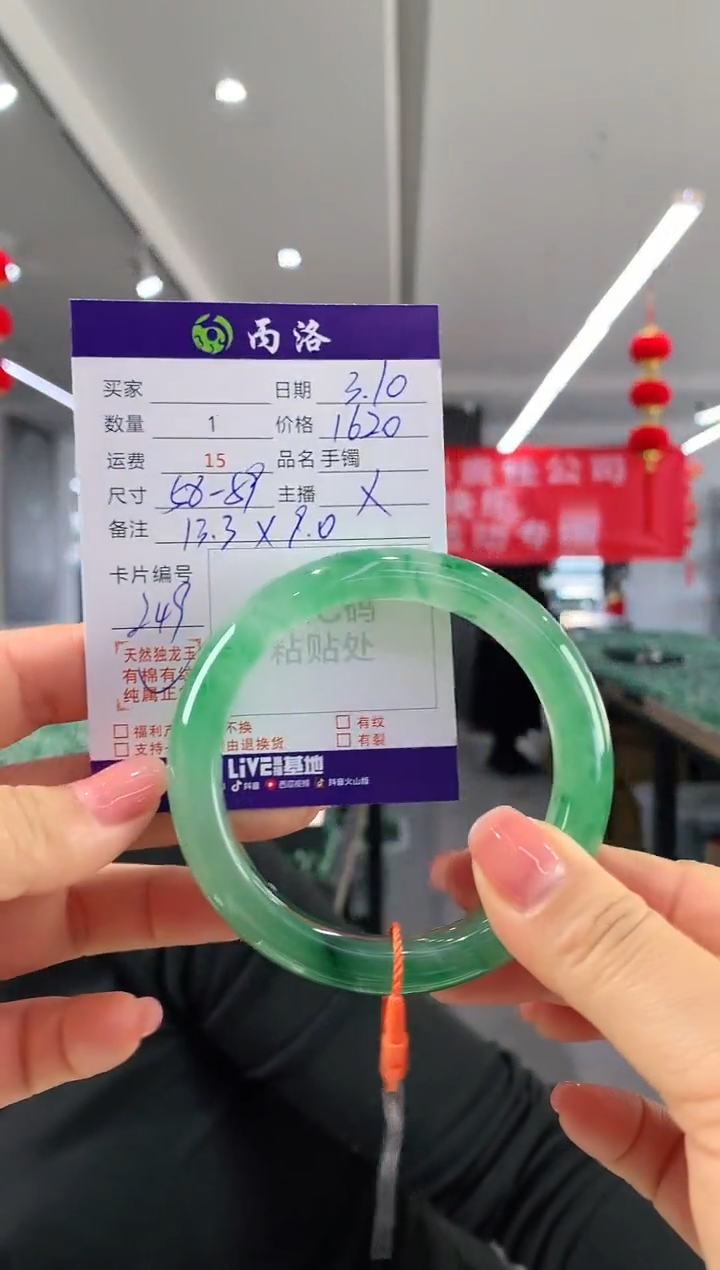 丙洛
买家 日期 3.10
数量 1 价格 1620
运费 15 品名 手镯
尺寸 58-59 主播 X
备注 13.3 X 9.0
卡片编号
249
码
粘贴处
天然独龙玉
有棉有
纯属正
福利 不换 有纹
支持 由退换货 有裂
LiVE 基地
抖音 西瓜视频 抖音火山版
公司